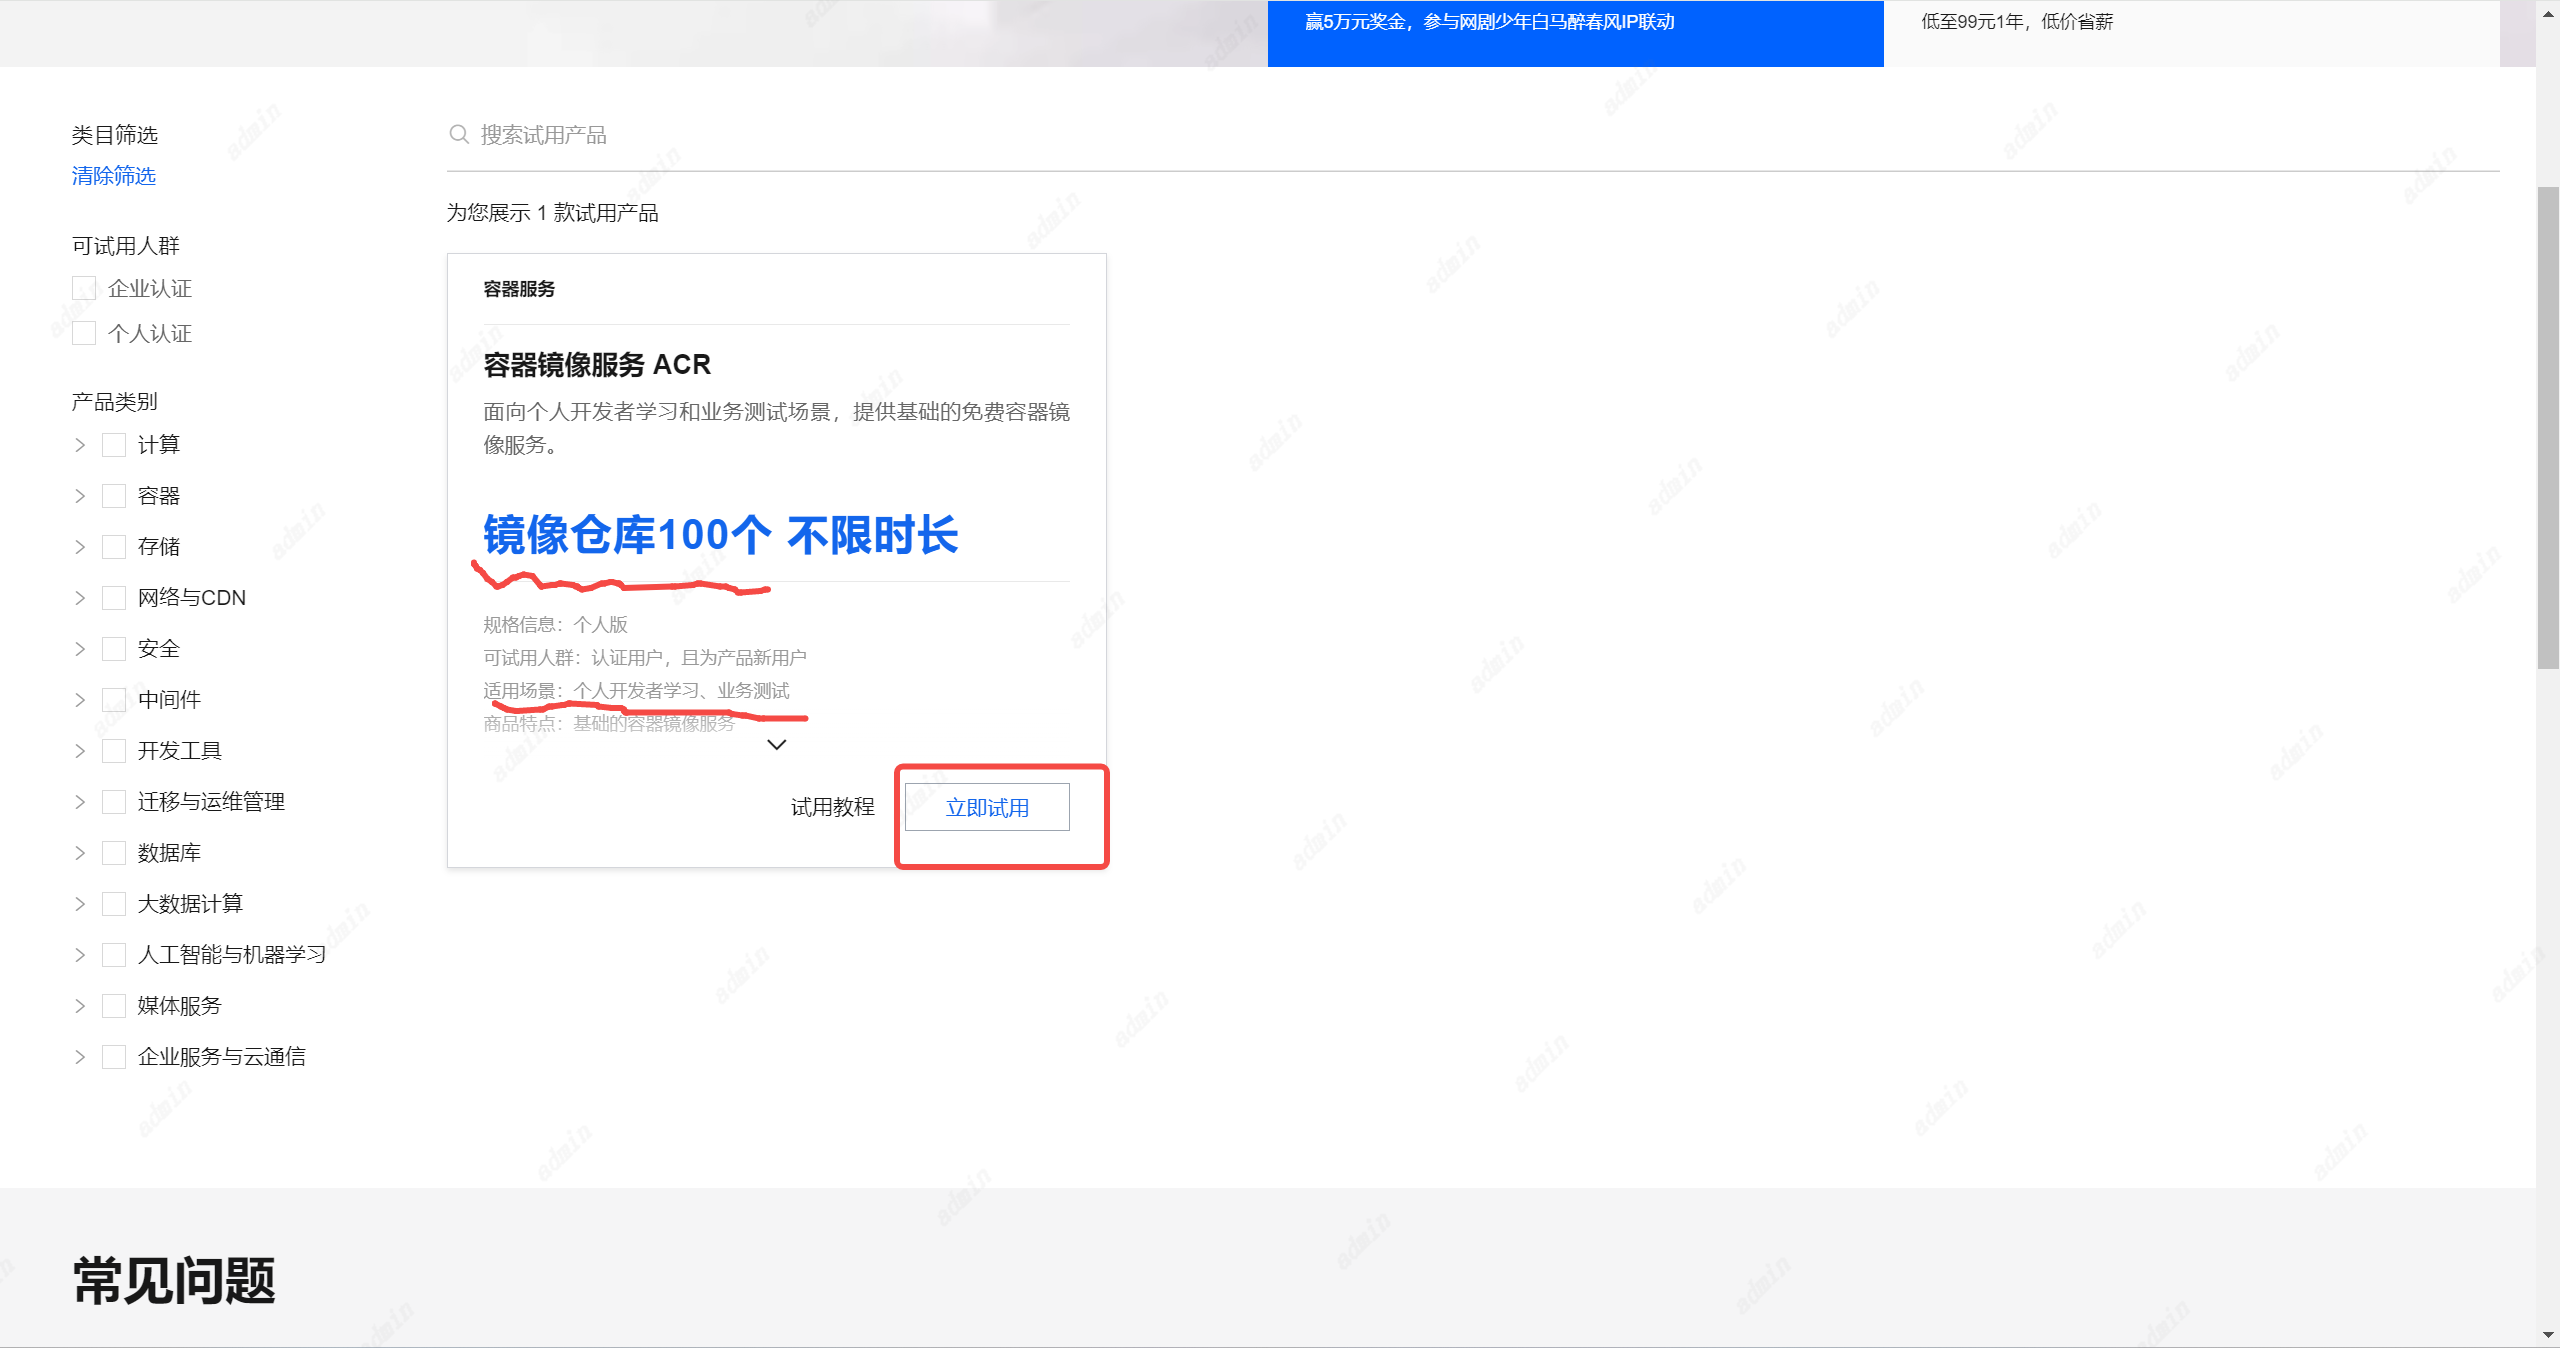 赢5万元奖金，参与网剧少年白马醉春风IP联动
低至99元1年，低价省薪
类目筛选
清除筛选
可试用人群
企业认证
个人认证
产品类别
计算
容器
存储
网络与CDN
安全
中间件
开发工具
迁移与运维管理
数据库
大数据计算
人工智能与机器学习
媒体服务
企业服务与云通信
搜索试用产品
为您展示 1 款试用产品
容器服务
容器镜像服务 ACR
面向个人开发者学习和业务测试场景，提供基础的免费容器镜
像服务。
镜像仓库100个 不限时长
规格信息：个人版
可试用人群：认证用户，且为产品新用户
适用场景：个人开发者学习、业务测试
商品特点：基础的容器镜像服务
试用教程
立即试用
常见问题
admin